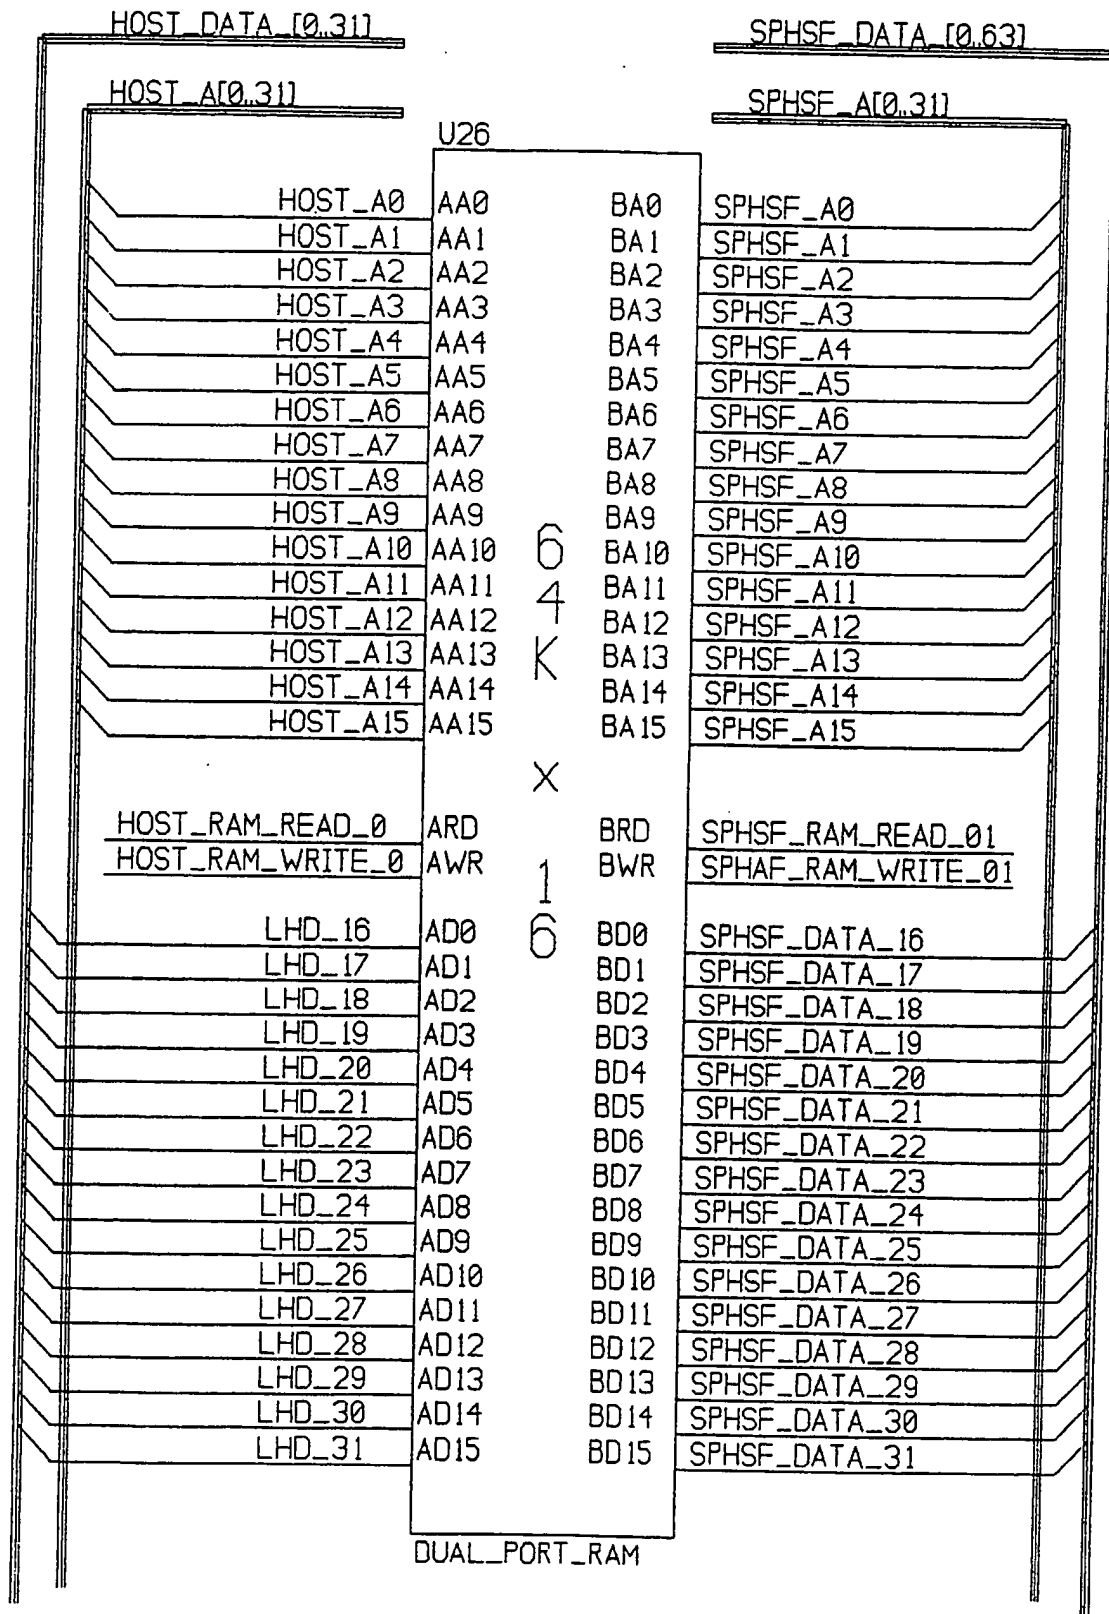 HOST_DATA_[0..31] SPHSF_DATA_[0..63]
HOST_A[0..31] SPHSF_A[0..31]
U26
HOST_A0 AA0 BA0 SPHSF_A0
HOST_A1 AA1 BA1 SPHSF_A1
HOST_A2 AA2 BA2 SPHSF_A2
HOST_A3 AA3 BA3 SPHSF_A3
HOST_A4 AA4 BA4 SPHSF_A4
HOST_A5 AA5 BA5 SPHSF_A5
HOST_A6 AA6 BA6 SPHSF_A6
HOST_A7 AA7 BA7 SPHSF_A7
HOST_A8 AA8 BA8 SPHSF_A8
HOST_A9 AA9 BA9 SPHSF_A9
HOST_A10 AA10 BA10 SPHSF_A10
HOST_A11 AA11 BA11 SPHSF_A11
HOST_A12 AA12 BA12 SPHSF_A12
HOST_A13 AA13 BA13 SPHSF_A13
HOST_A14 AA14 BA14 SPHSF_A14
HOST_A15 AA15 BA15 SPHSF_A15
64K x 16
HOST_RAM_READ_0 ARD BRD SPHSF_RAM_READ_01
HOST_RAM_WRITE_0 AWR BWR SPHAF_RAM_WRITE_01
LHD_16 AD0 BD0 SPHSF_DATA_16
LHD_17 AD1 BD1 SPHSF_DATA_17
LHD_18 AD2 BD2 SPHSF_DATA_18
LHD_19 AD3 BD3 SPHSF_DATA_19
LHD_20 AD4 BD4 SPHSF_DATA_20
LHD_21 AD5 BD5 SPHSF_DATA_21
LHD_22 AD6 BD6 SPHSF_DATA_22
LHD_23 AD7 BD7 SPHSF_DATA_23
LHD_24 AD8 BD8 SPHSF_DATA_24
LHD_25 AD9 BD9 SPHSF_DATA_25
LHD_26 AD10 BD10 SPHSF_DATA_26
LHD_27 AD11 BD11 SPHSF_DATA_27
LHD_28 AD12 BD12 SPHSF_DATA_28
LHD_29 AD13 BD13 SPHSF_DATA_29
LHD_30 AD14 BD14 SPHSF_DATA_30
LHD_31 AD15 BD15 SPHSF_DATA_31
DUAL_PORT_RAM